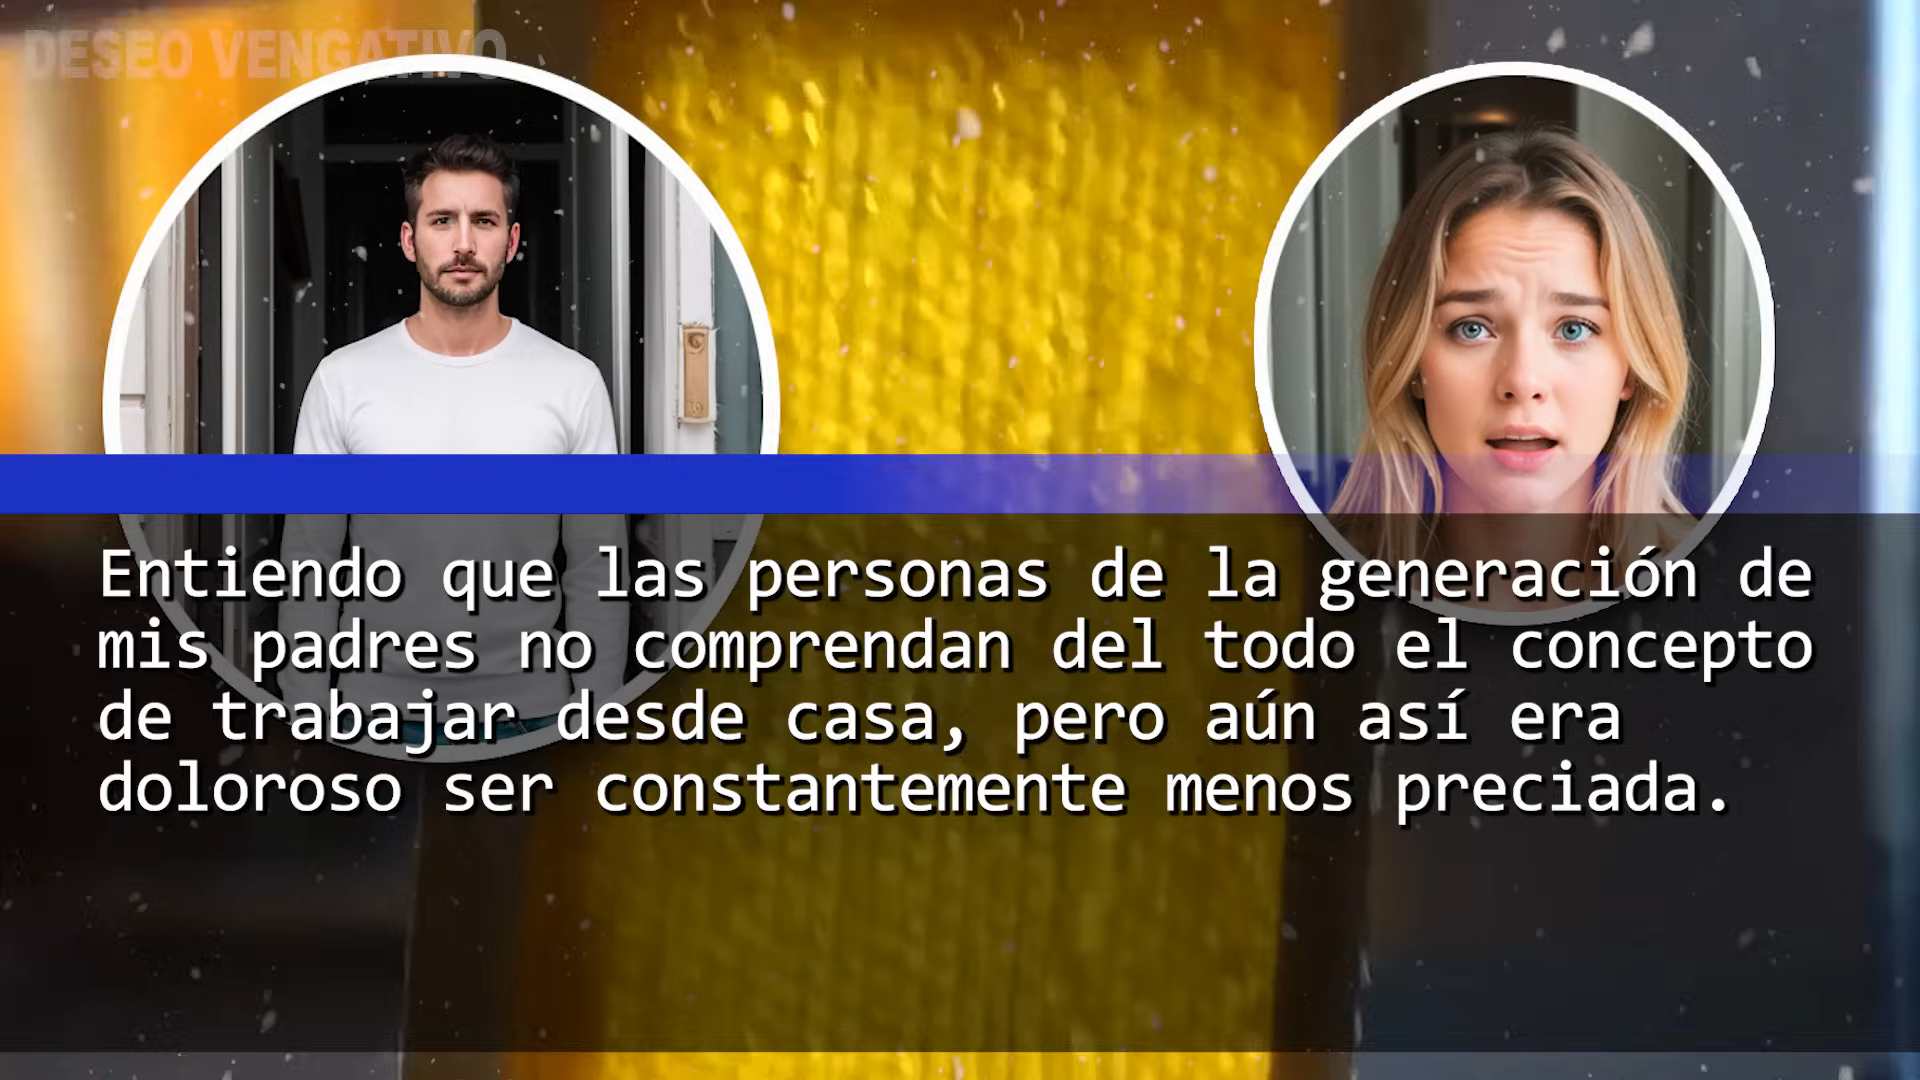 DESEO VENGATIVO
Entiendo que las personas de la generación de
mis padres no comprendan del todo el concepto
de trabajar desde casa, pero aún así era
doloroso ser constantemente menos preciada.